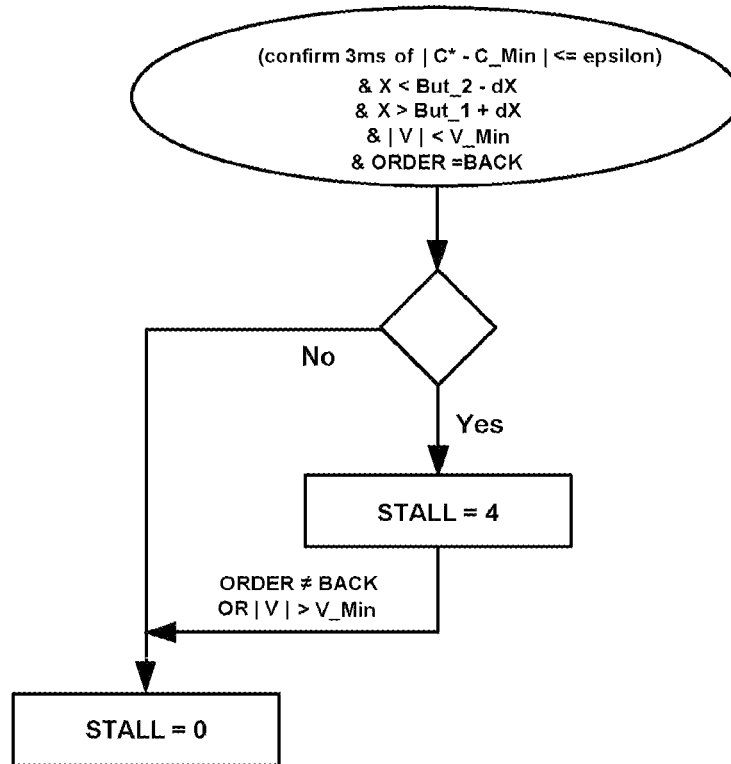 (confirm 3ms of | C* - C_Min | <= epsilon)
& X < But_2 - dX
& X > But_1 + dX
& | V | < V_Min
& ORDER =BACK
No
Yes
STALL = 4
ORDER ≠ BACK
OR | V | > V_Min
STALL = 0